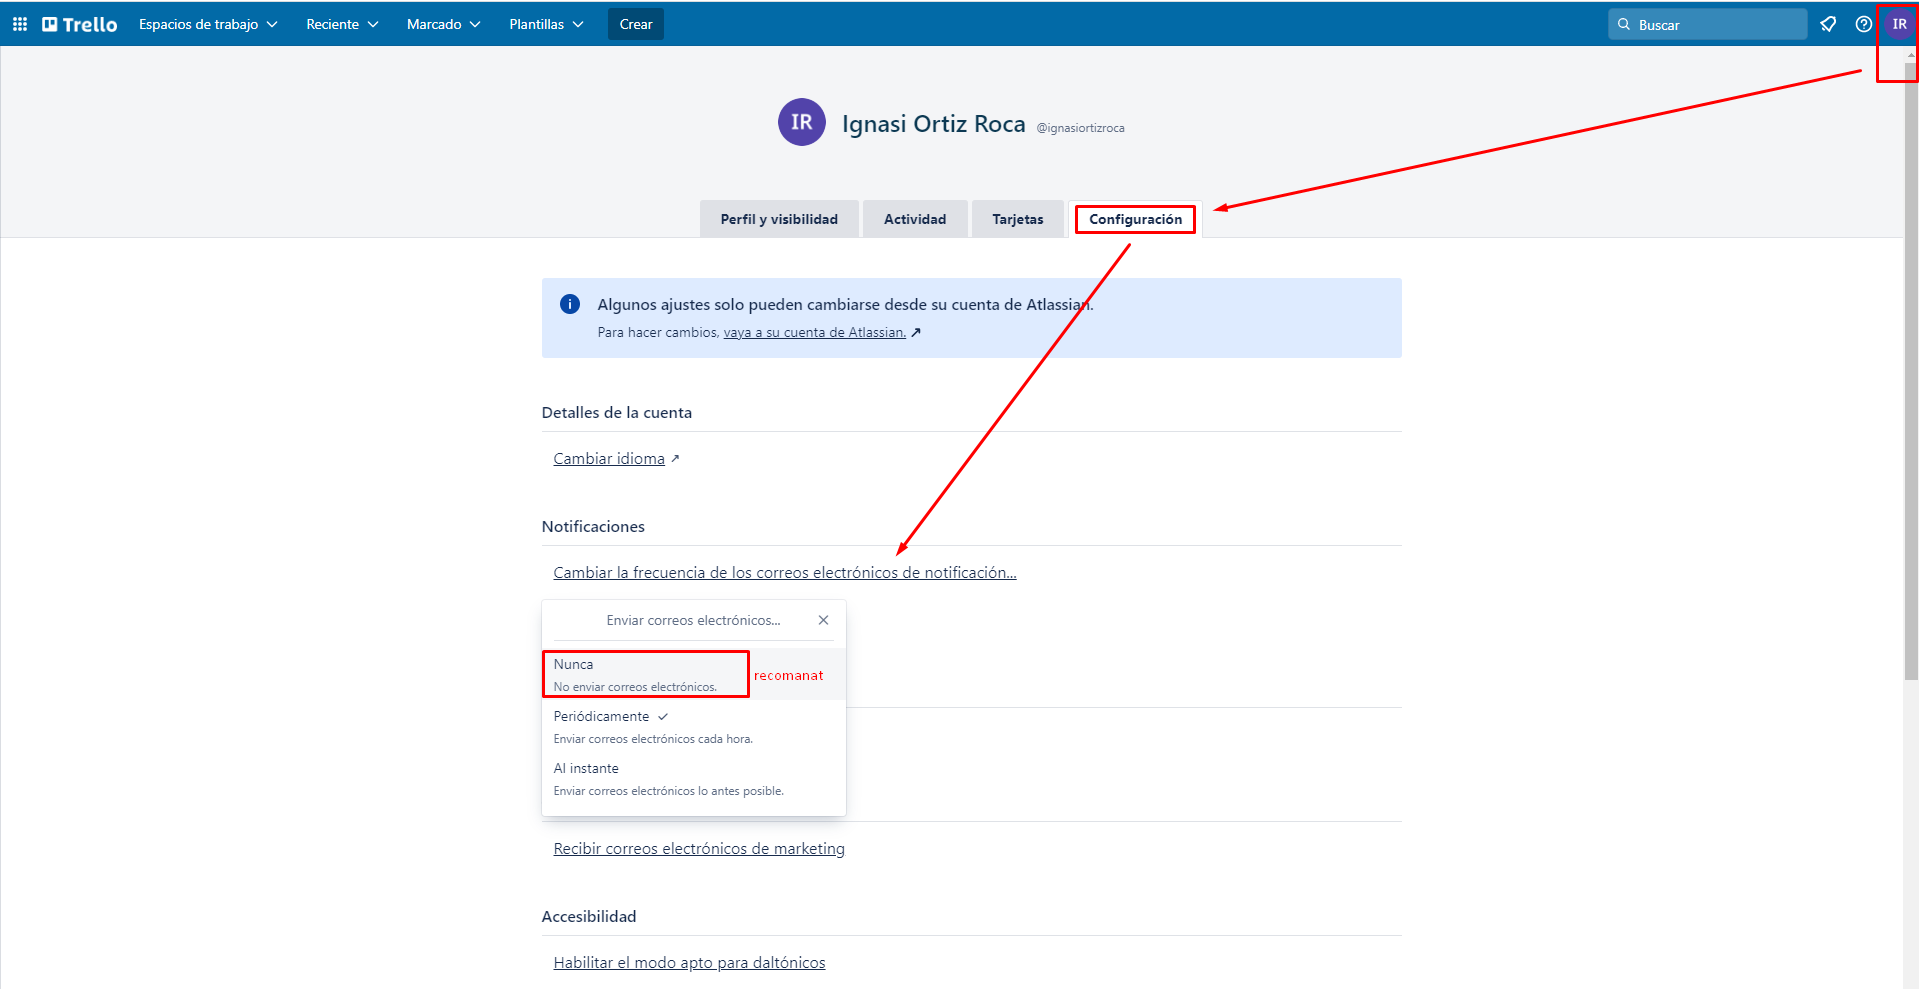 Trello Espacios de trabajo Reciente Marcado Plantillas Crear Buscar IR
IR Ignasi Ortiz Roca @ignasiortizroca
Perfil y visibilidad Actividad Tarjetas Configuración
Algunos ajustes solo pueden cambiarse desde su cuenta de Atlassian.
Para hacer cambios, vaya a su cuenta de Atlassian.
Detalles de la cuenta
Cambiar idioma
Notificaciones
Cambiar la frecuencia de los correos electrónicos de notificación...
Enviar correos electrónicos...
Nunca
No enviar correos electrónicos.
recomanat
Periódicamente
Enviar correos electrónicos cada hora.
Al instante
Enviar correos electrónicos lo antes posible.
Recibir correos electrónicos de marketing
Accesibilidad
Habilitar el modo apto para daltónicos